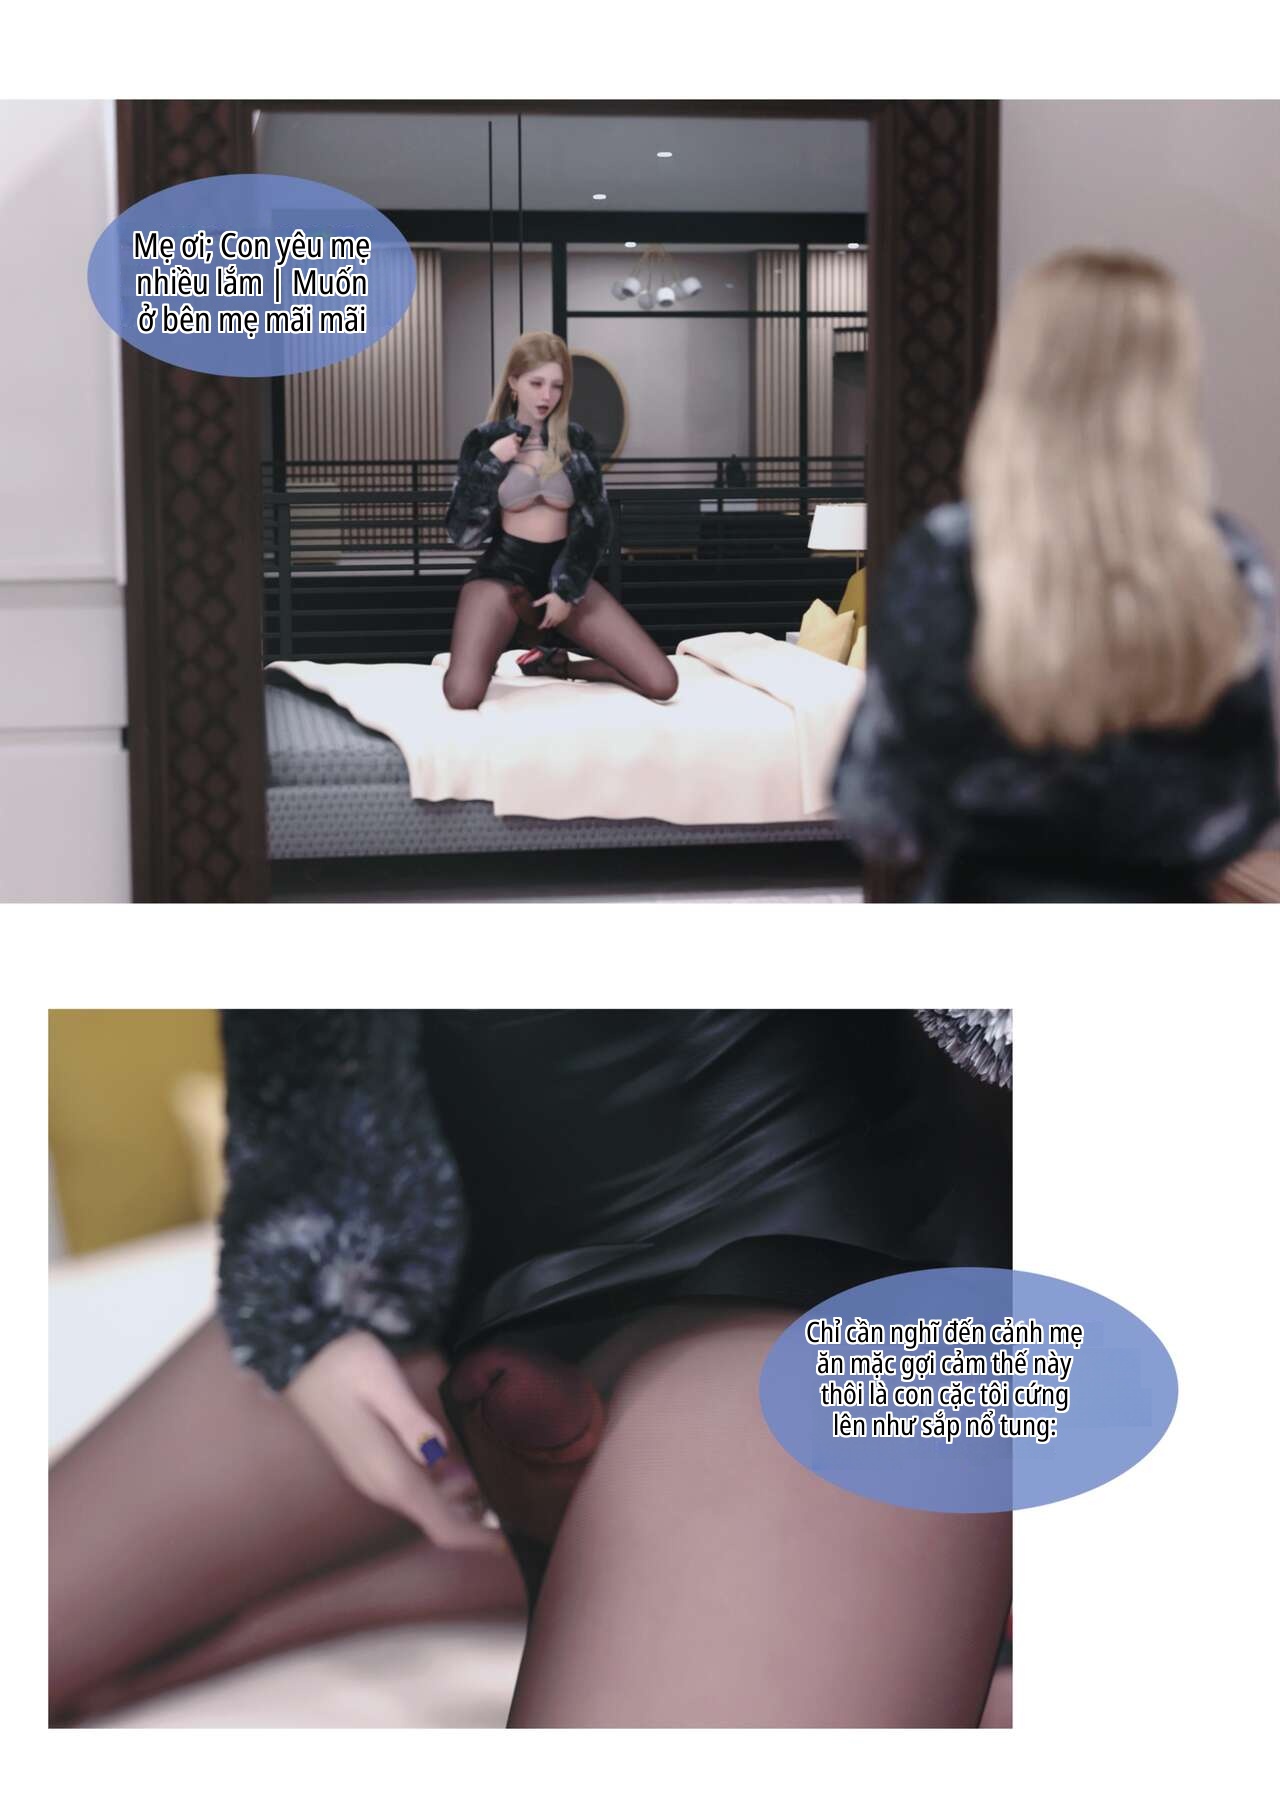 Mẹ ơi; Con yêu mẹ
nhiều lắm | Muốn
ở bên mẹ mãi mãi
Chỉ cần nghĩ đến cảnh mẹ
ăn mặc gợi cảm thế này
thôi là con cặc tôi cứng
lên như sắp nổ tung: